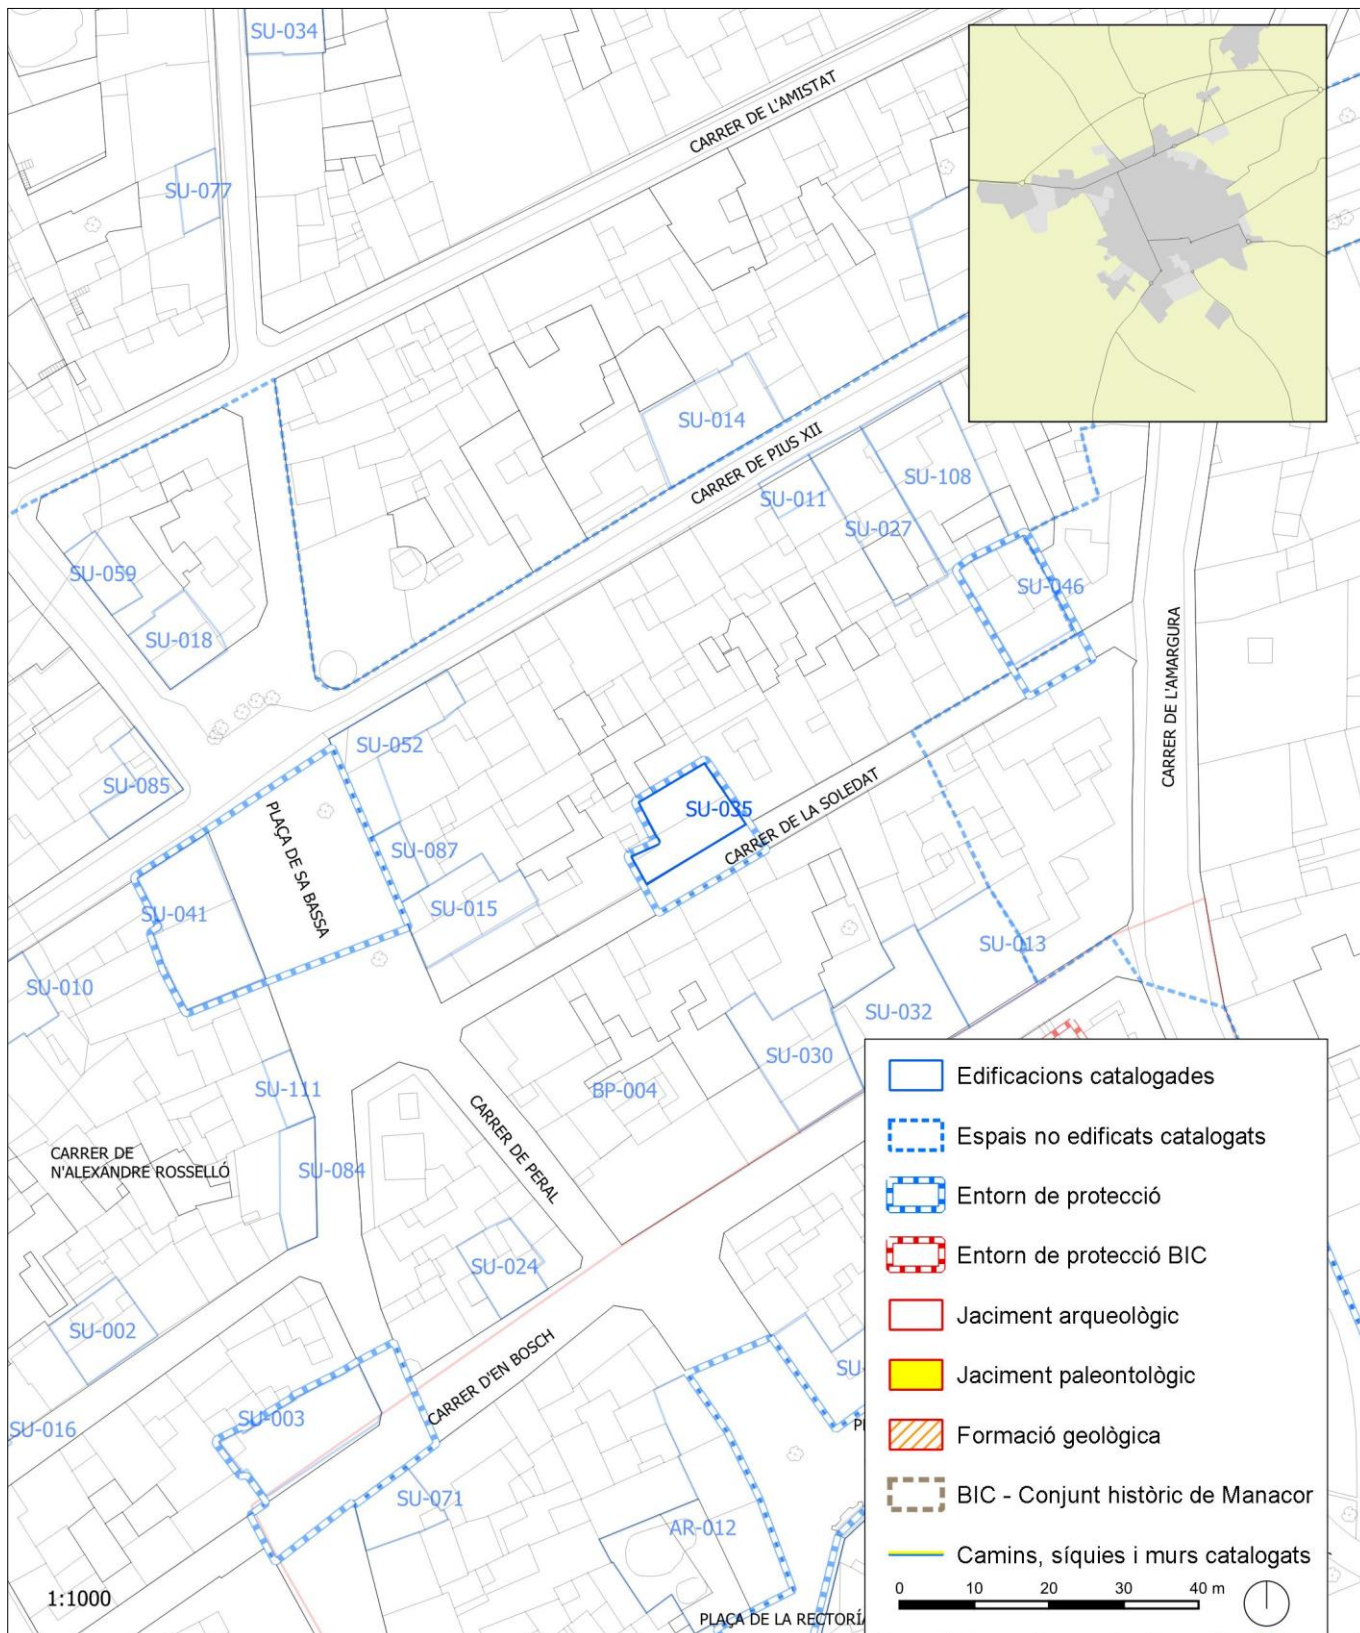 SU-034
CARRER DE L'AMISTAT
SU-077
SU-014
CARRER DE PIUS XII
SU-011
SU-108
SU-027
SU-059
SU-046
SU-018
CARRER DE L'AMARGURA
SU-052
SU-085
SU-035
CARRER DE LA SOLEDAT
PLAÇA DE SA BASSA
SU-087
SU-015
SU-041
SU-013
SU-010
SU-032
SU-030
SU-111
BP-004
CARRER DE PERAL
CARRER DE
N'ALEXANDRE ROSSELLÓ
SU-084
SU-024
SU-002
CARRER D'EN BOSCH
SU-003
SU-016
SU-071
AR-012
PLAÇA DE LA RECTORÍA
1:1000
Edificacions catalogades
Espais no edificats catalogats
Entorn de protecció
Entorn de protecció BIC
Jaciment arqueològic
Jaciment paleontològic
Formació geològica
BIC - Conjunt històric de Manacor
Camins, síquies i murs catalogats
0 10 20 30 40 m